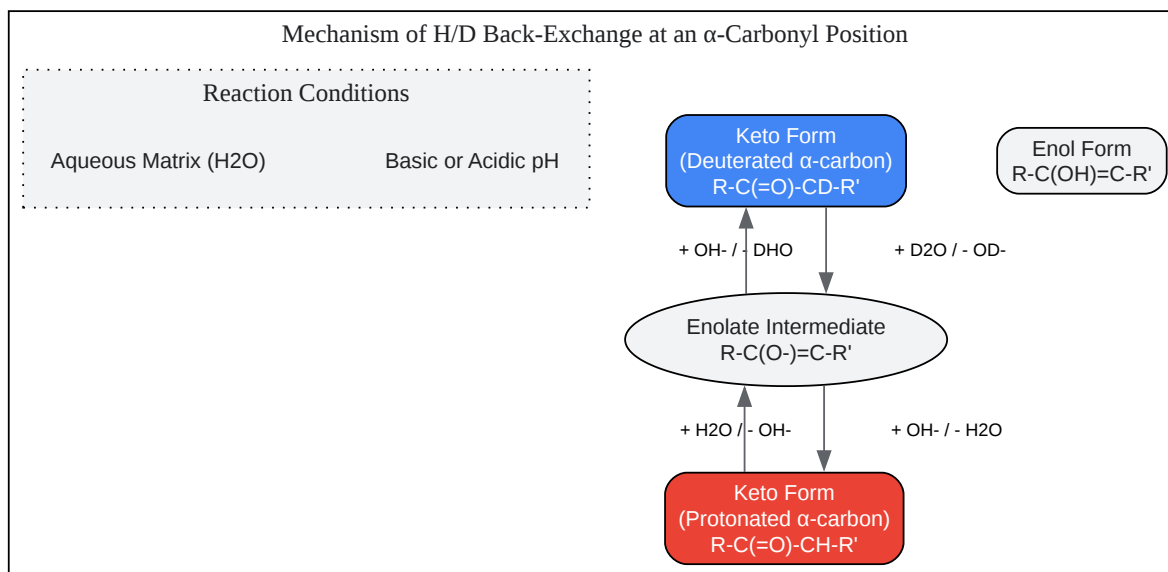 Mechanism of H/D Back-Exchange at an α-Carbonyl Position
Reaction Conditions
Aqueous Matrix (H2O)
Basic or Acidic pH
Keto Form
(Deuterated α-carbon)
R-C(=O)-CD-R'
Enol Form
R-C(OH)=C-R'
+ OH- / - DHO
+ D2O / - OD-
Enolate Intermediate
R-C(O-)=C-R'
+ H2O / - OH-
+ OH- / - H2O
Keto Form
(Protonated α-carbon)
R-C(=O)-CH-R'